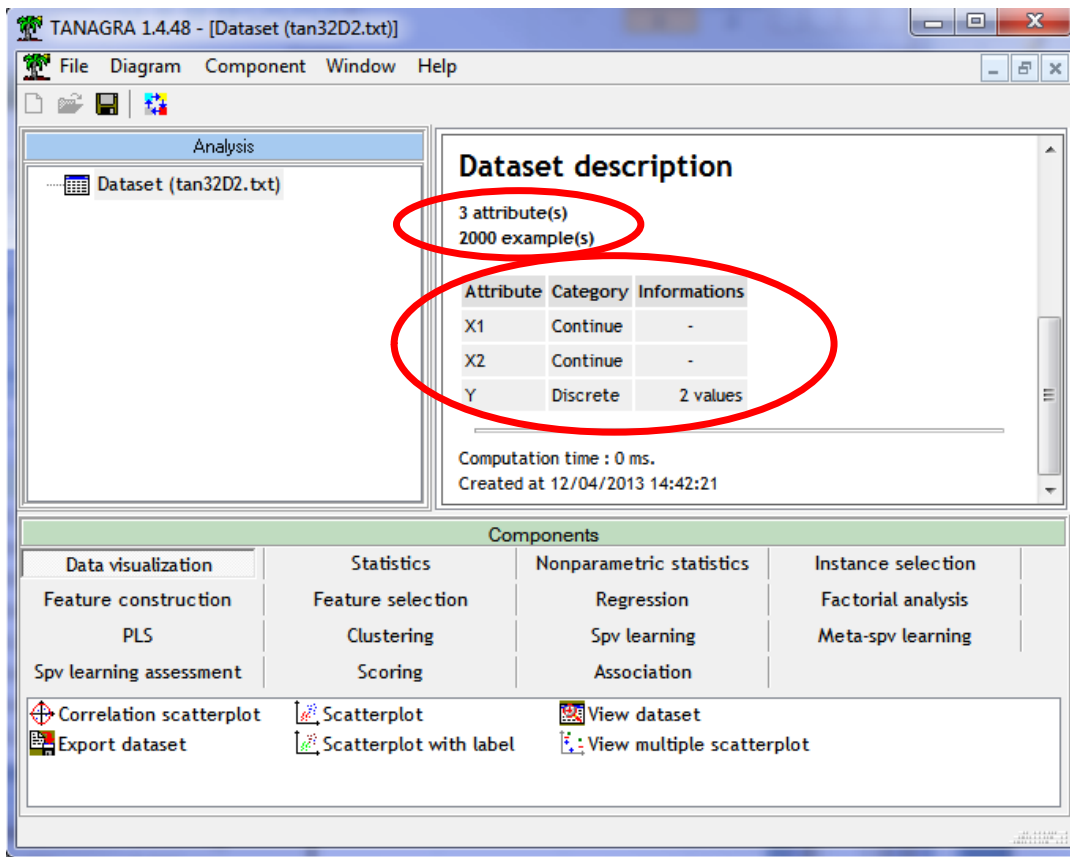 TANAGRA 1.4.48 - [Dataset (tan32D2.txt)]
File Diagram Component Window Help
Analysis
Dataset (tan32D2.txt)
Dataset description
3 attribute(s)
2000 example(s)
Attribute Category Informations
X1 Continue -
X2 Continue -
Y Discrete 2 values
Computation time : 0 ms.
Created at 12/04/2013 14:42:21
Components
Data visualization Statistics Nonparametric statistics Instance selection
Feature construction Feature selection Regression Factorial analysis
PLS Clustering Spv learning Meta-spv learning
Spv learning assessment Scoring Association
Correlation scatterplot Scatterplot View dataset
Export dataset Scatterplot with label View multiple scatterplot